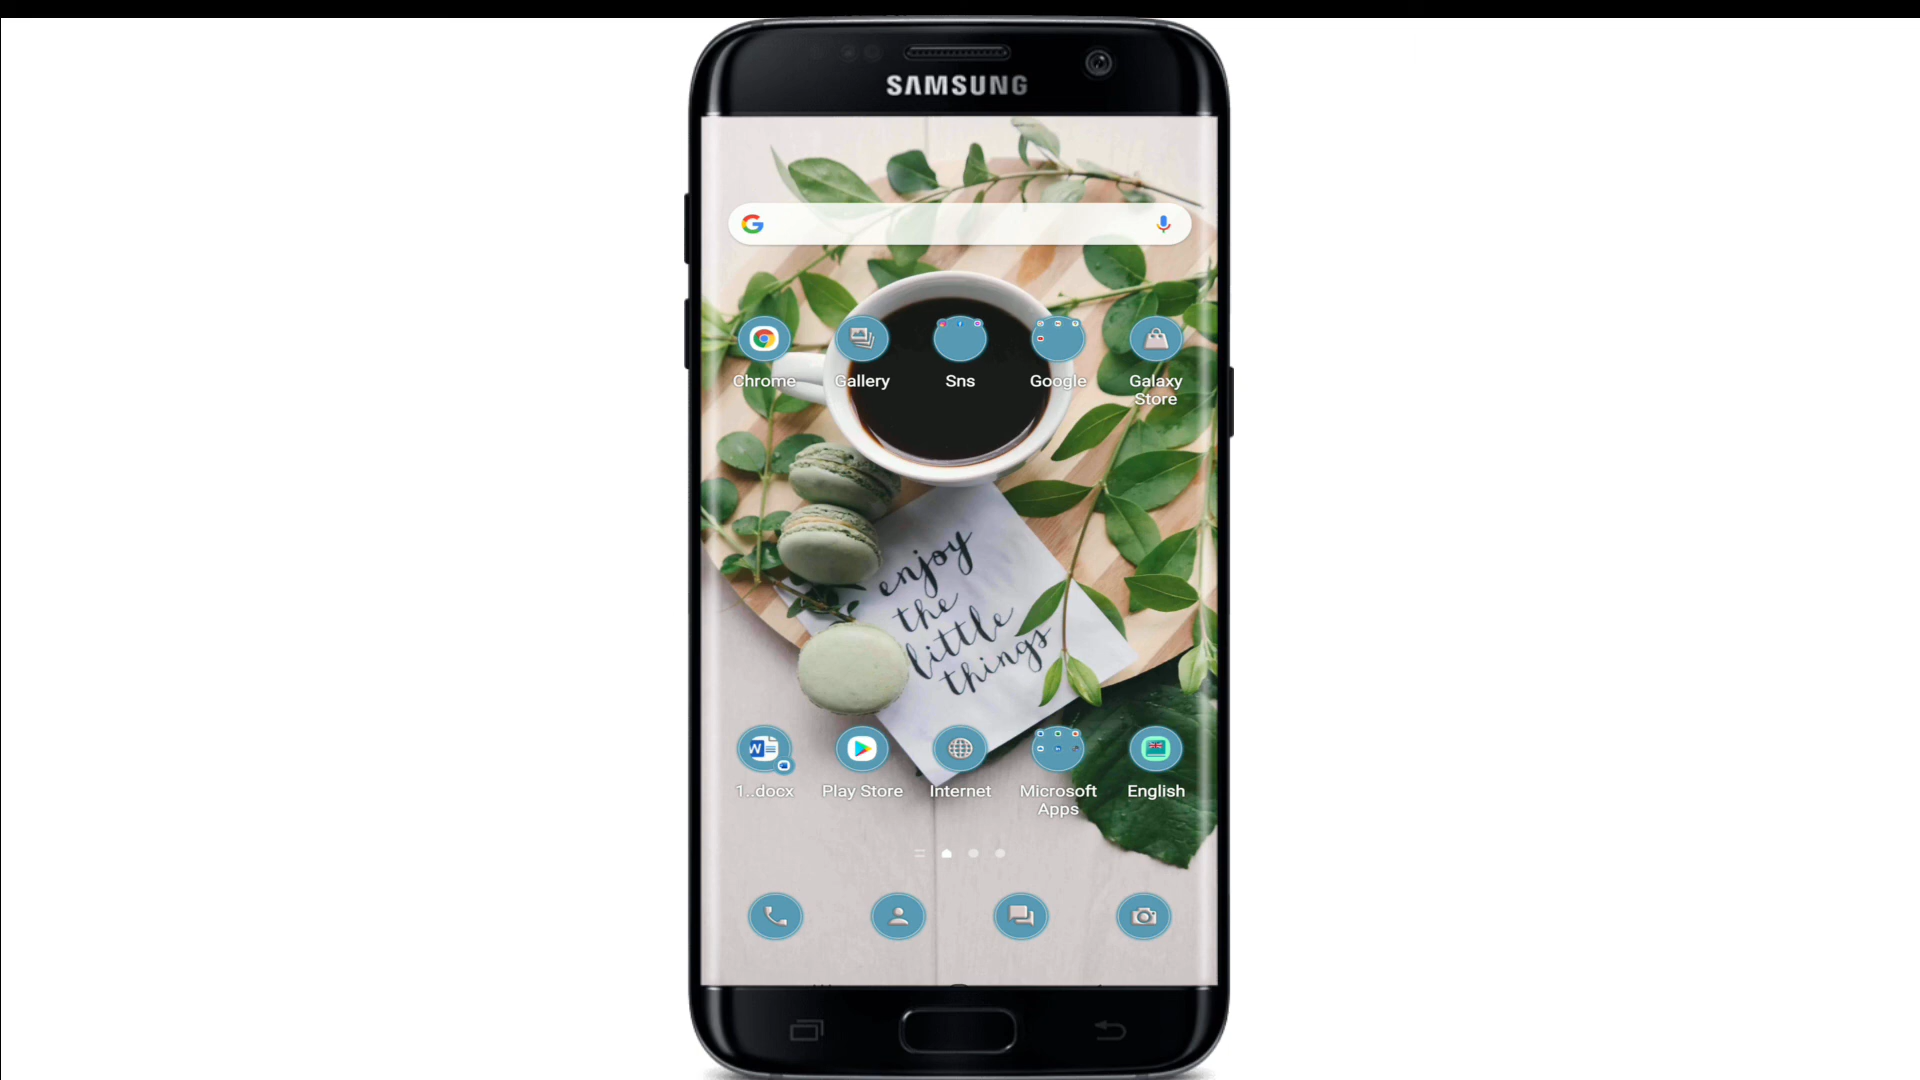 SAMSUNG
Chrome
Gallery
Sns
Google
Galaxy
Store
enjoy
the
little
things
1..docx
Play Store
Internet
Microsoft
Apps
English